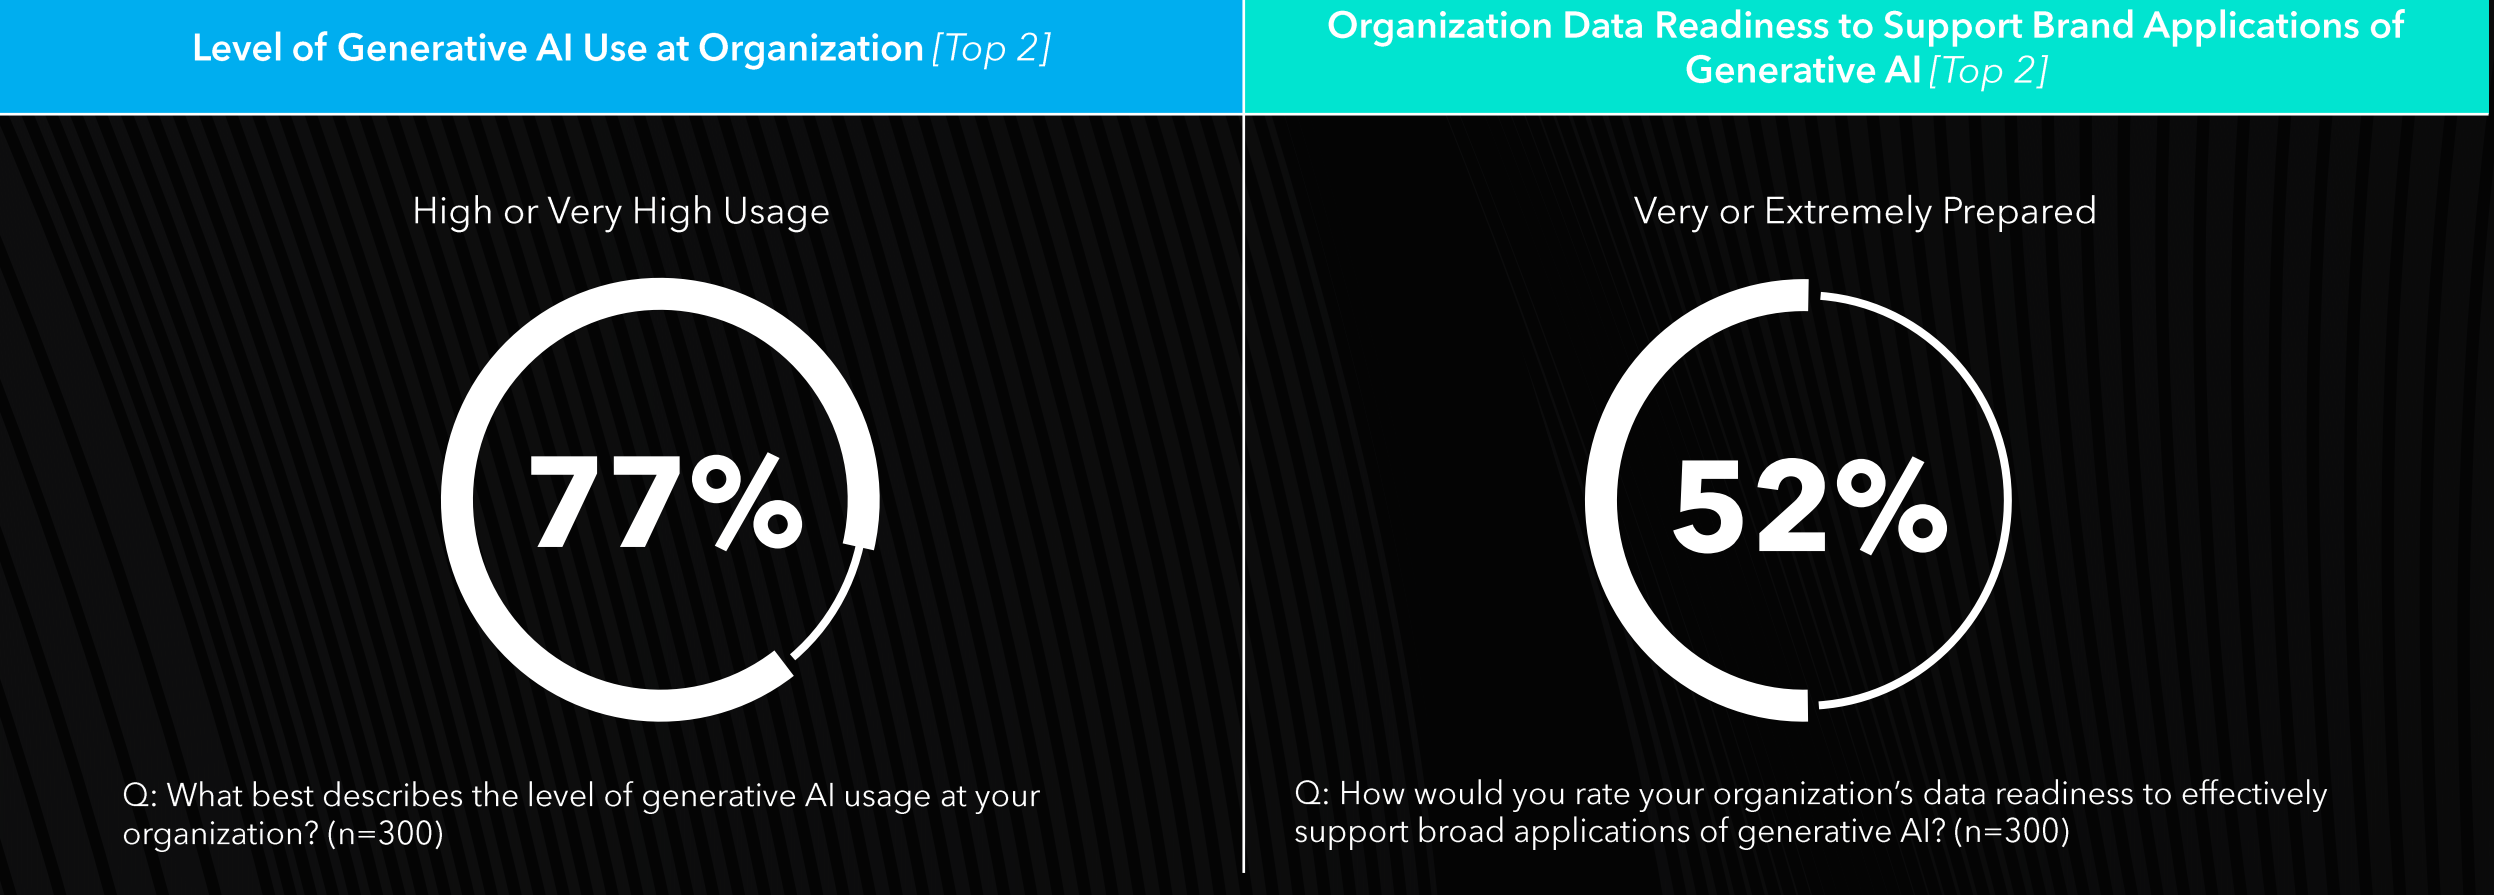 Level of Generative AI Use at Organization [Top 2]
High or Very High Usage
77%
Q: What best describes the level of generative AI usage at your
organization? (n=300)
Organization Data Readiness to Support Brand Applications of
Generative AI [Top 2]
Very or Extremely Prepared
52%
Q: How would you rate your organization’s data readiness to effectively
support broad applications of generative AI? (n=300)